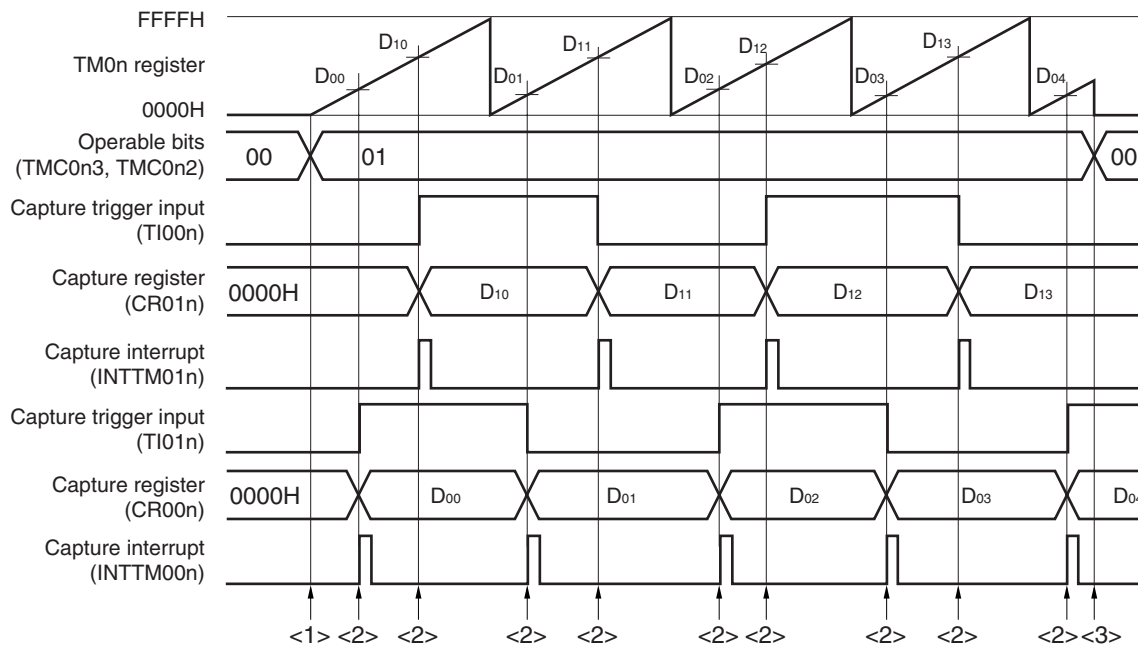 FFFFH
D10 D11 D12 D13
TM0n register
D00 D01 D02 D03 D04
0000H
Operable bits
(TMC0n3, TMC0n2)
00 01 00
Capture trigger input
(TI00n)
Capture register
(CR01n)
0000H D10 D11 D12 D13
Capture interrupt
(INTTM01n)
Capture trigger input
(TI01n)
Capture register
(CR00n)
0000H D00 D01 D02 D03 D04
Capture interrupt
(INTTM00n)
<1> <2> <2> <2> <2> <2> <2> <2> <2> <2> <3>